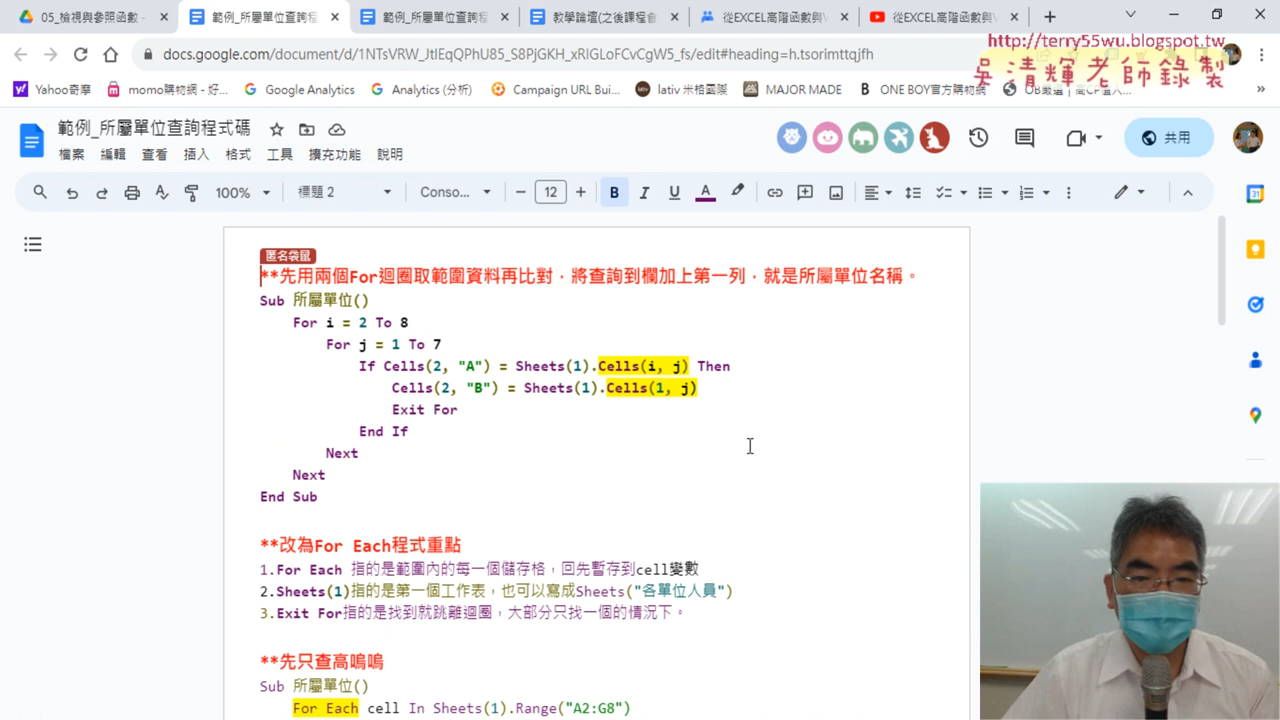 05_檢視與參照函數 -
範例_所屬單位查詢程
範例_所屬單位查詢程式
教學論壇(之後課程會
從EXCEL高階函數與V
從EXCEL高階函數與V
docs.google.com/document/d/1NTsVRW_JtIEqQPhU85_S8PjGKH_xRlGLoFCvCgW5_fs/edit#heading=h.tsorimttqjfh
http://terry55wu.blogspot.tw
吳清輝老師錄製
Yahoo奇摩
momo購物網 - 好...
Google Analytics
Analytics (分析)
Campaign URL Bui...
lativ 米格國際
MAJOR MADE
ONE BOY官方購物網
範例_所屬單位查詢程式碼
檔案 編輯 查看 插入 格式 工具 擴充功能 說明
共用
100% 標題 2 Conso... 12 B I U A
匿名袋鼠
**先用兩個For迴圈取範圍資料再比對，將查詢到欄加上第一列，就是所屬單位名稱。
Sub 所屬單位()
For i = 2 To 8
For j = 1 To 7
If Cells(2, "A") = Sheets(1).Cells(i, j) Then
Cells(2, "B") = Sheets(1).Cells(1, j)
Exit For
End If
Next
Next
End Sub
**改為For Each程式重點
1.For Each 指的是範圍內的每一個儲存格，回先暫存到cell變數
2.Sheets(1)指的是第一個工作表，也可以寫成Sheets("各單位人員")
3.Exit For指的是找到就跳離迴圈，大部分只找一個的情況下。
**先只查高嗚嗚
Sub 所屬單位()
For Each cell In Sheets(1).Range("A2:G8")